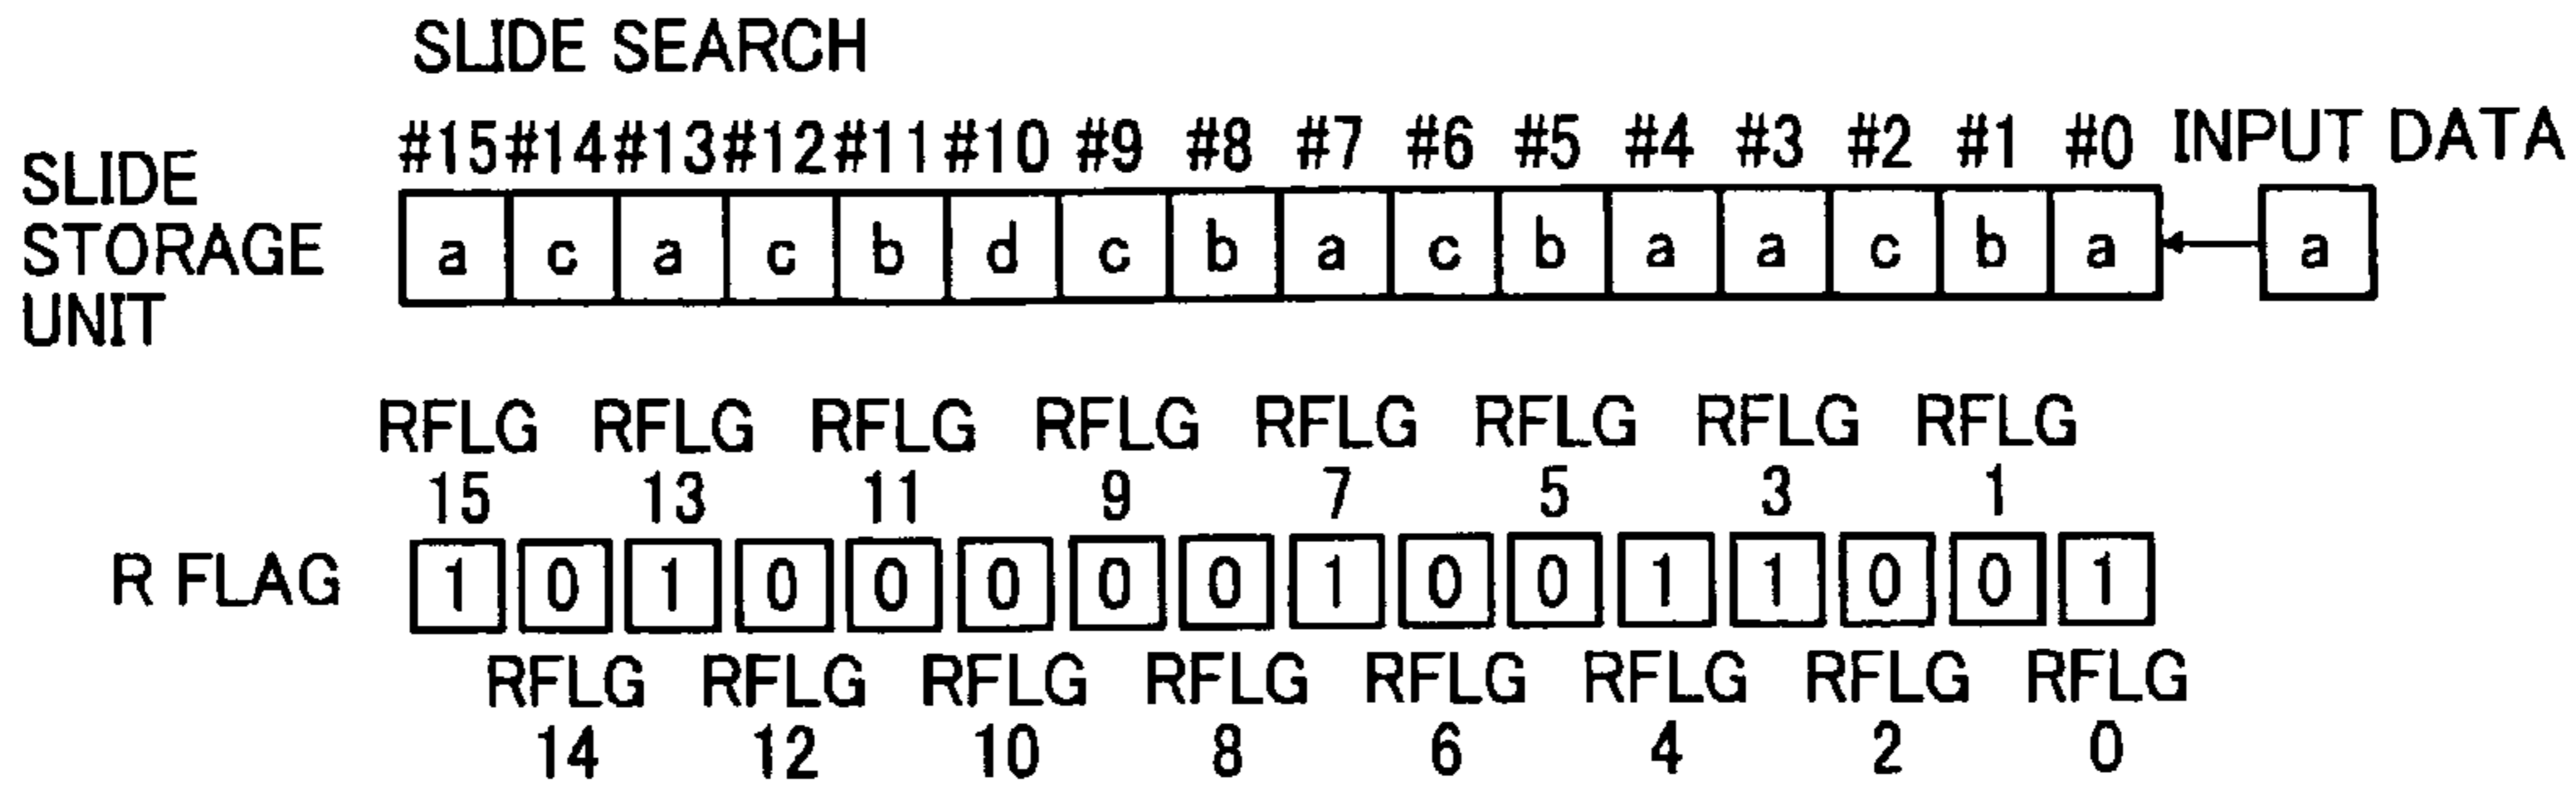 SLIDE SEARCH
#15 #14 #13 #12 #11 #10 #9 #8 #7 #6 #5 #4 #3 #2 #1 #0 INPUT DATA
SLIDE
STORAGE
UNIT
a c a c b d c b a c b a a c b a a
RFLG RFLG RFLG RFLG RFLG RFLG RFLG RFLG
15 13 11 9 7 5 3 1
R FLAG 1 0 1 0 0 0 0 0 1 0 0 1 1 0 0 1
RFLG RFLG RFLG RFLG RFLG RFLG RFLG RFLG
14 12 10 8 6 4 2 0